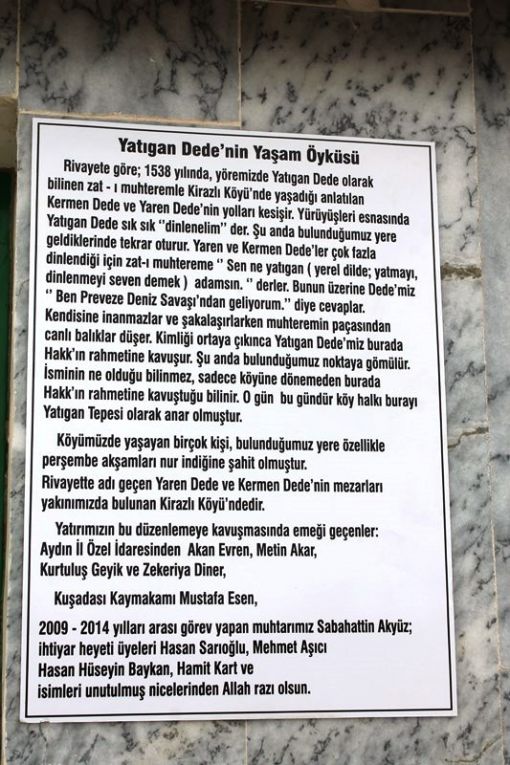 Yatıgan Dede'nin Yaşam Öyküsü
Rivayete göre; 1538 yılında, yöremizde Yatıgan Dede olarak
bilinen zat - ı muhteremle Kirazlı Köyü'nde yaşadığı anlatılan
Kermen Dede ve Yaren Dede'nin yolları kesişir. Yürüyüşleri esnasında
Yatıgan Dede sık sık ‘‘dinlenelim’’ der. Şu anda bulunduğumuz yere
geldiklerinde tekrar oturur. Yaren ve Kermen Dede'ler çok fazla
dinlendiği için zat-ı muhtereme ‘‘ Sen ne yatıgan ( yerel dilde; yatmayı,
dinlenmeyi seven demek ) adamsın. ‘‘ derler. Bunun üzerine Dede'miz
‘‘ Ben Preveze Deniz Savaşı'ndan geliyorum.’’ diye cevaplar.
Kendisine inanmazlar ve şakalaşırlarken muhteremin paçasından
canlı balıklar düşer. Kimliği ortaya çıkınca Yatıgan Dede'miz burada
Hakk'ın rahmetine kavuşur. Şu anda bulunduğumuz noktaya gömülür.
İsminin ne olduğu bilinmez, sadece köyüne dönemeden burada
Hakk'ın rahmetine kavuştuğu bilinir. O gün bu gündür köy halkı burayı
Yatıgan Tepesi olarak anar olmuştur.
Köyümüzde yaşayan birçok kişi, bulunduğumuz yere özellikle
perşembe akşamları nur indiğine şahit olmuştur.
Rivayette adı geçen Yaren Dede ve Kermen Dede'nin mezarları
yakınımızda bulunan Kirazlı Köyü'ndedir.
Yatırımızın bu düzenlemeye kavuşmasında emeği geçenler:
Aydın İl Özel İdaresinden Akan Evren, Metin Akar,
Kurtuluş Geyik ve Zekeriya Diner,
Kuşadası Kaymakamı Mustafa Esen,
2009 - 2014 yılları arası görev yapan muhtarımız Sabahattin Akyüz;
ihtiyar heyeti üyeleri Hasan Sarıoğlu, Mehmet Aşıcı
Hasan Hüseyin Baykan, Hamit Kart ve
isimleri unutulmuş nicelerinden Allah razı olsun.